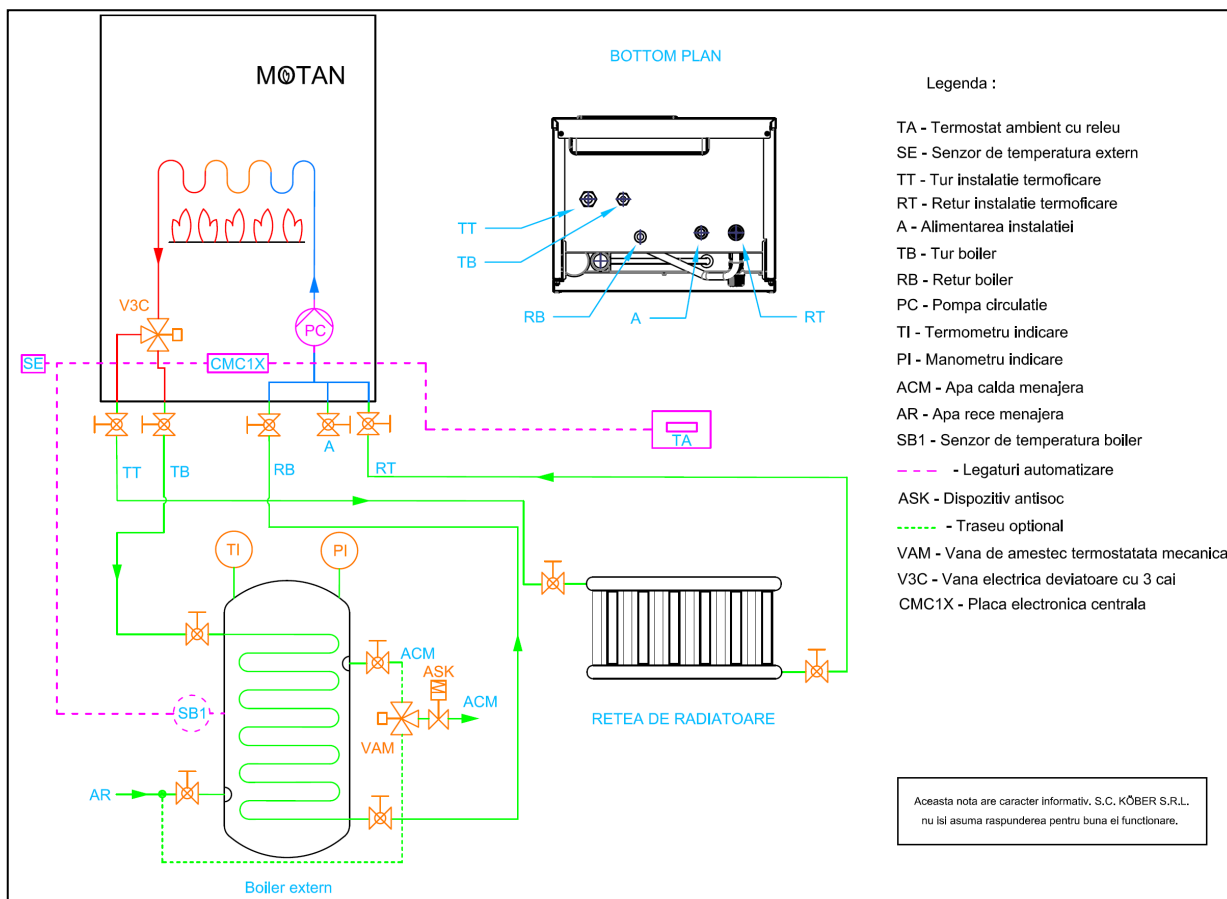 MOTAN
V3C
PC
SE
CMC1X
TA
TT
TB
RB
A
RT
BOTTOM PLAN
TT
TB
RB
A
RT
TI
PI
ACM
ASK
ACM
SB1
VAM
AR
Boiler extern
RETEA DE RADIATOARE
Legenda :
TA - Termostat ambient cu releu
SE - Senzor de temperatura extern
TT - Tur instalatie termoficare
RT - Retur instalatie termoficare
A - Alimentarea instalatiei
TB - Tur boiler
RB - Retur boiler
PC - Pompa circulatie
TI - Termometru indicare
PI - Manometru indicare
ACM - Apa calda menajera
AR - Apa rece menajera
SB1 - Senzor de temperatura boiler
- Legaturi automatizare
ASK - Dispozitiv antisoc
- Traseu optional
VAM - Vana de amestec termostatata mecanica
V3C - Vana electrica deviatoare cu 3 cai
CMC1X - Placa electronica centrala
Aceasta nota are caracter informativ. S.C. KÖBER S.R.L.
nu isi asuma raspunderea pentru buna ei functionare.